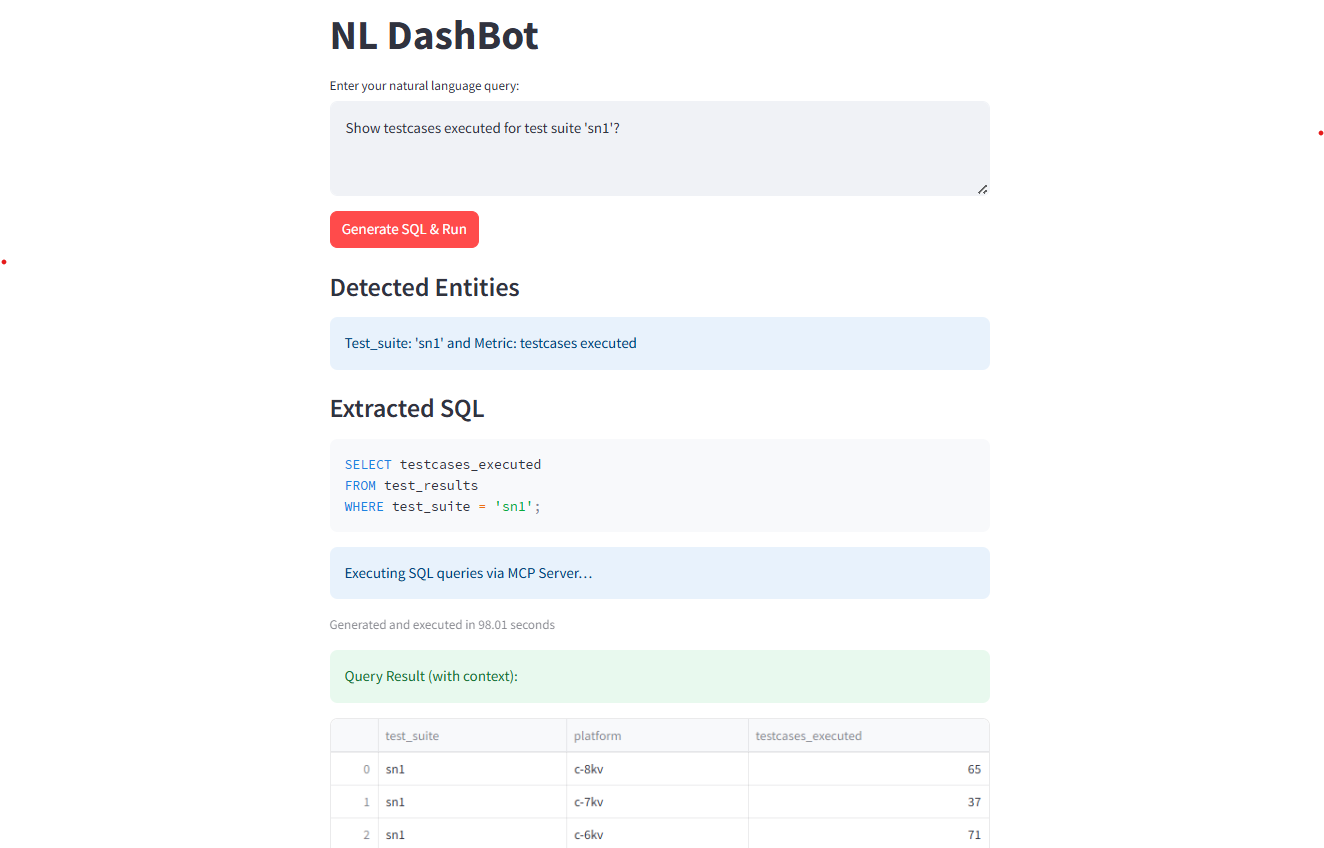 NL DashBot
Enter your natural language query:
Show testcases executed for test suite 'sn1'?
Generate SQL & Run
Detected Entities
Test_suite: 'sn1' and Metric: testcases executed
Extracted SQL
SELECT testcases_executed
FROM test_results
WHERE test_suite = 'sn1';
Executing SQL queries via MCP Server...
Generated and executed in 98.01 seconds
Query Result (with context):
test_suite platform testcases_executed
0 sn1 c-8kv 65
1 sn1 c-7kv 37
2 sn1 c-6kv 71